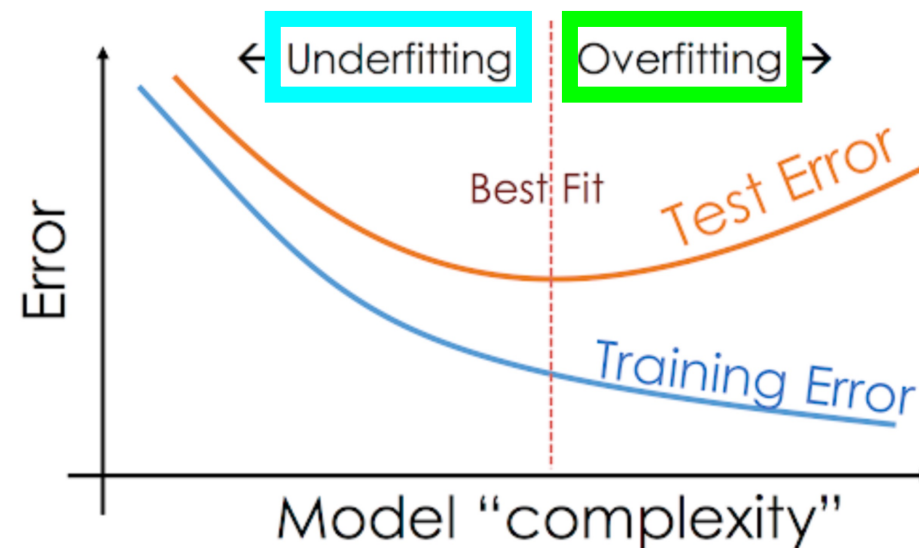 ← Underfitting
Overfitting →
Best Fit
Test Error
Error
Training Error
Model “complexity”